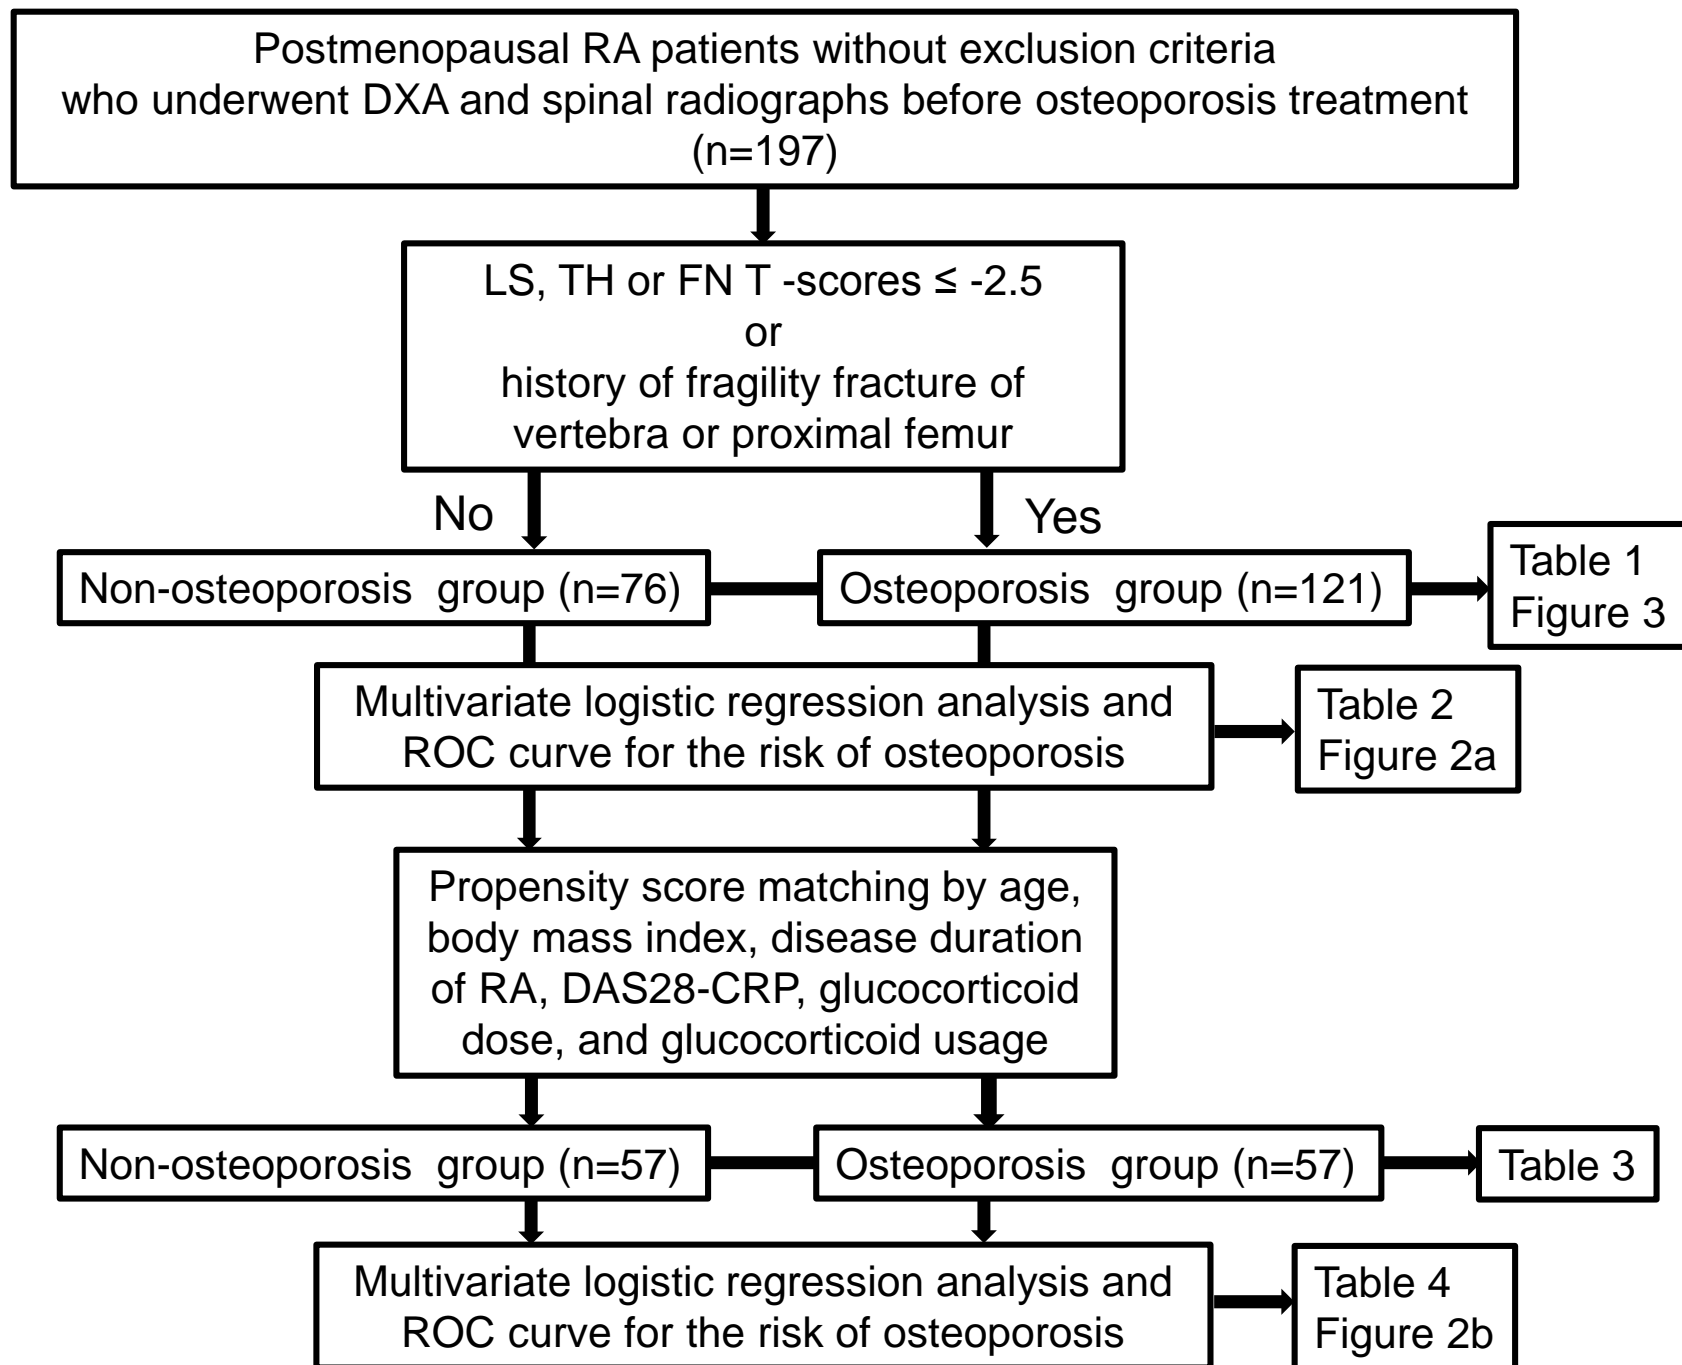 Postmenopausal RA patients without exclusion criteria
who underwent DXA and spinal radiographs before osteoporosis treatment
(n=197)
LS, TH or FN T -scores ≤ -2.5
or
history of fragility fracture of
vertebra or proximal femur
No
Yes
Non-osteoporosis group (n=76)
Osteoporosis group (n=121)
Table 1
Figure 3
Multivariate logistic regression analysis and
ROC curve for the risk of osteoporosis
Table 2
Figure 2a
Propensity score matching by age,
body mass index, disease duration
of RA, DAS28-CRP, glucocorticoid
dose, and glucocorticoid usage
Non-osteoporosis group (n=57)
Osteoporosis group (n=57)
Table 3
Multivariate logistic regression analysis and
ROC curve for the risk of osteoporosis
Table 4
Figure 2b